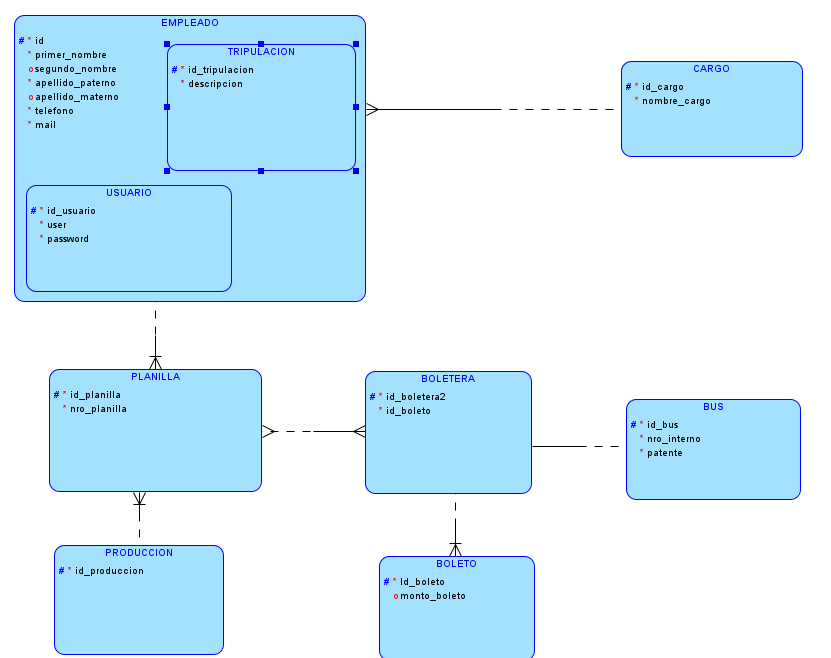 EMPLEADO
# * id
* primer_nombre
o segundo_nombre
* apellido_paterno
o apellido_materno
* telefono
* mail
TRIPULACION
# * id_tripulacion
* descripcion
USUARIO
# * id_usuario
* user
* password
CARGO
# * id_cargo
* nombre_cargo
PLANILLA
# * id_planilla
* nro_planilla
BOLETERA
# * id_boletera2
* id_boleto
BUS
# * id_bus
* nro_interno
* patente
PRODUCCION
# * id_produccion
BOLETO
# * Id_boleto
o monto_boleto